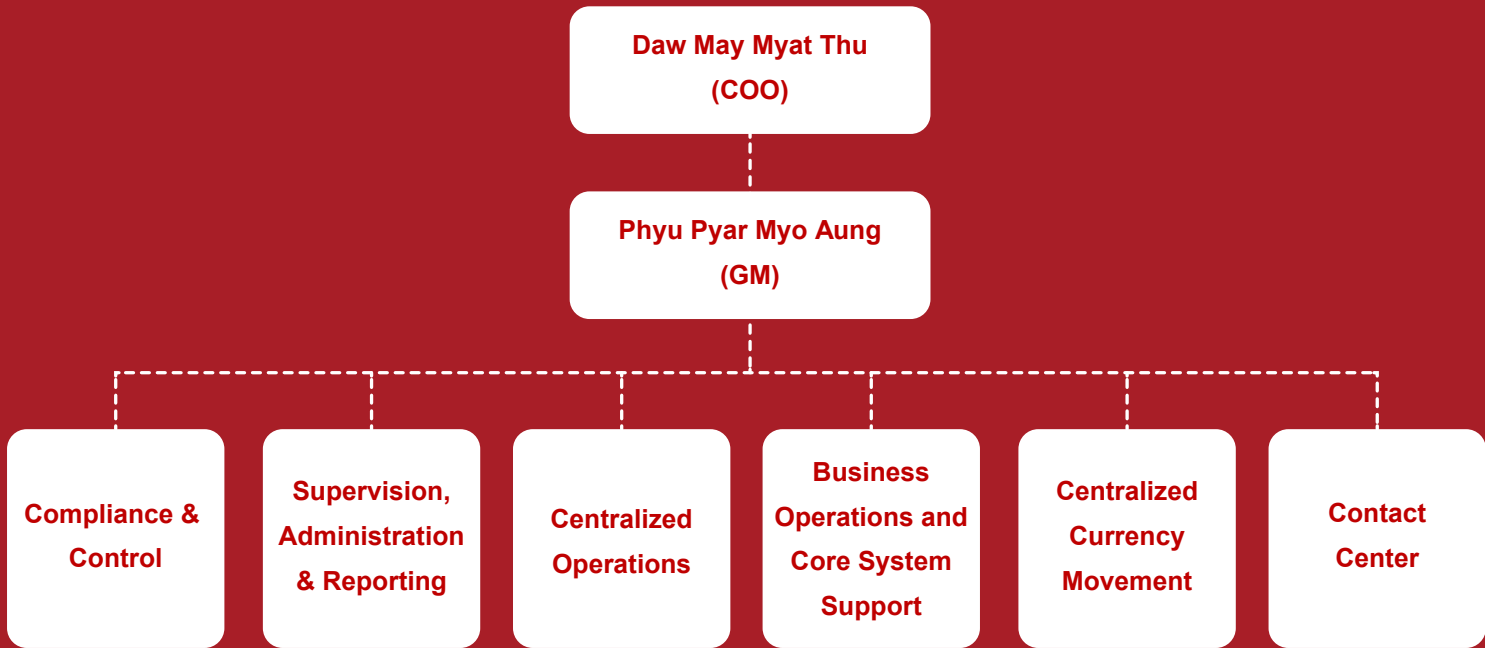 Daw May Myat Thu
(COO)
Phyu Pyar Myo Aung
(GM)
Compliance &
Control
Supervision,
Administration
& Reporting
Centralized
Operations
Business
Operations and
Core System
Support
Centralized
Currency
Movement
Contact
Center